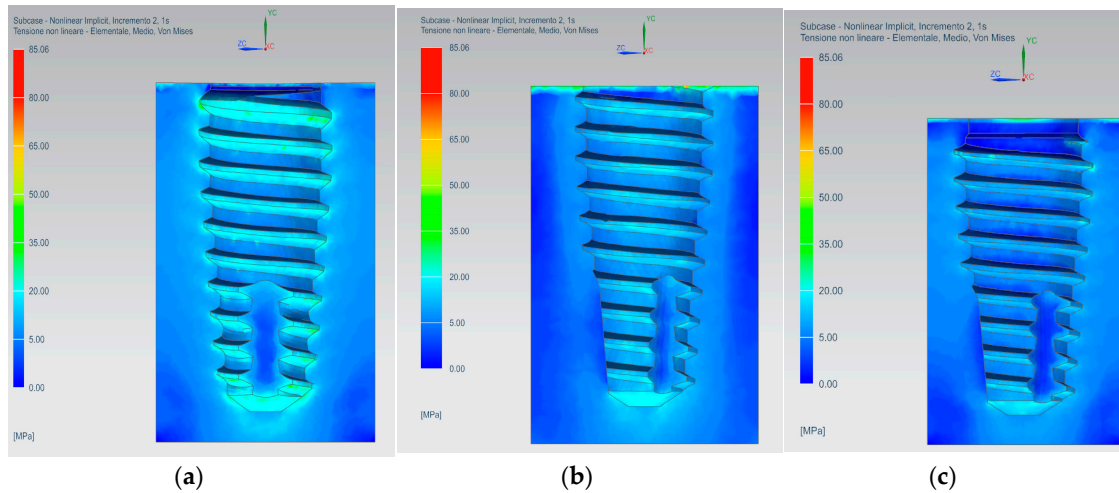 Subcase - Nonlinear Implicit, Incremento 2, 1s
Tensione non lineare - Elementale, Medio, Von Mises
85.06
80.00
65.00
50.00
35.00
20.00
5.00
0.00
[MPa]
YC
ZC
XC
(a)
Subcase - Nonlinear Implicit, Incremento 2, 1s
Tensione non lineare - Elementale, Medio, Von Mises
85.06
80.00
65.00
50.00
35.00
20.00
5.00
0.00
[MPa]
YC
ZC
XC
(b)
Subcase - Nonlinear Implicit, Incremento 2, 1s
Tensione non lineare - Elementale, Medio, Von Mises
85.06
80.00
65.00
50.00
35.00
20.00
5.00
0.00
[MPa]
YC
ZC
XC
(c)